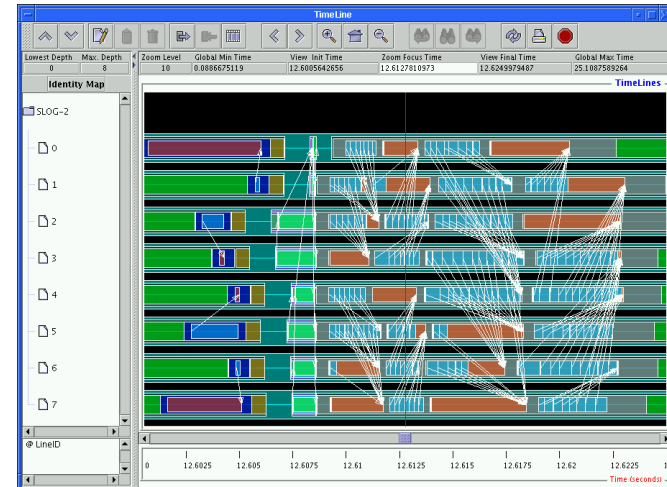 TimeLine
Lowest Depth Max. Depth Zoom Level Global Min Time View Init Time Zoom Focus Time View Final Time Global Max Time
0 8 10 0.0886675119 12.6005642656 12.6127810973 12.6249979487 25.1087589264
Identity Map
TimeLines
SLOG-2
0
1
2
3
4
5
6
7
LineID
0 12.6025 12.605 12.6075 12.61 12.6125 12.615 12.6175 12.62 12.6225
Time (seconds)